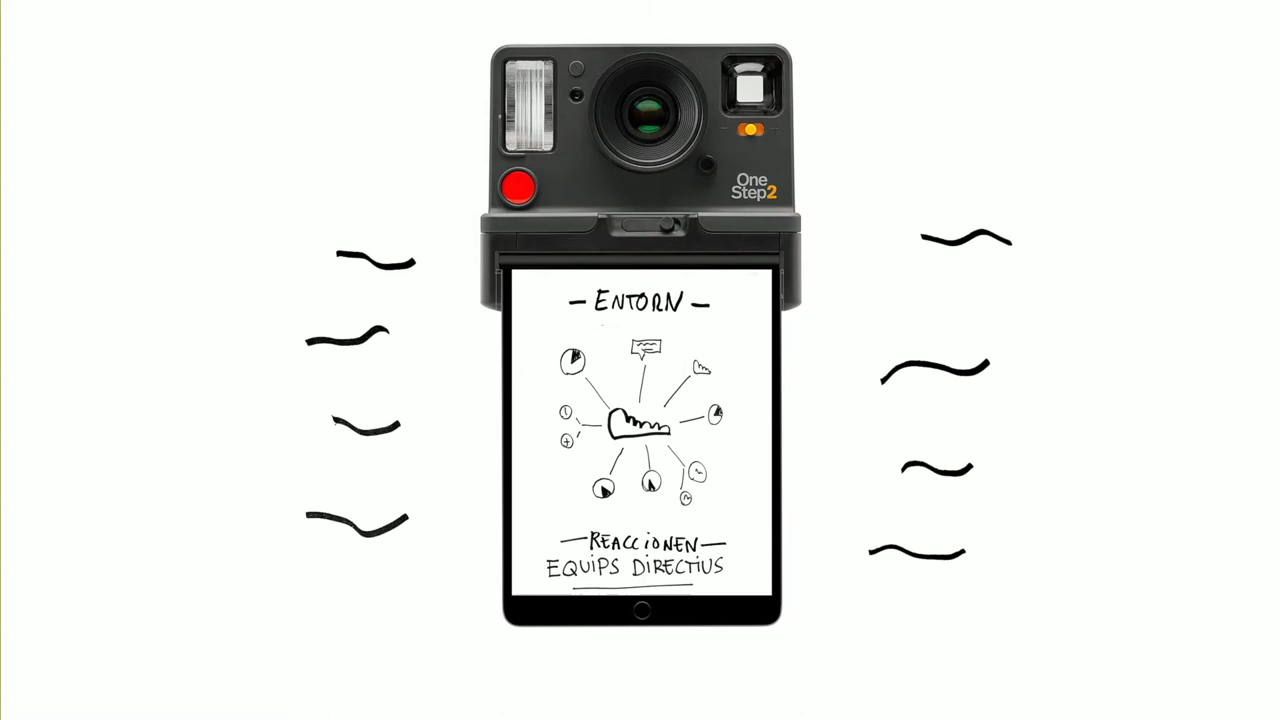 One
Step2
- ENTORN -
- REACCIONEN -
EQUIPS DIRECTIUS